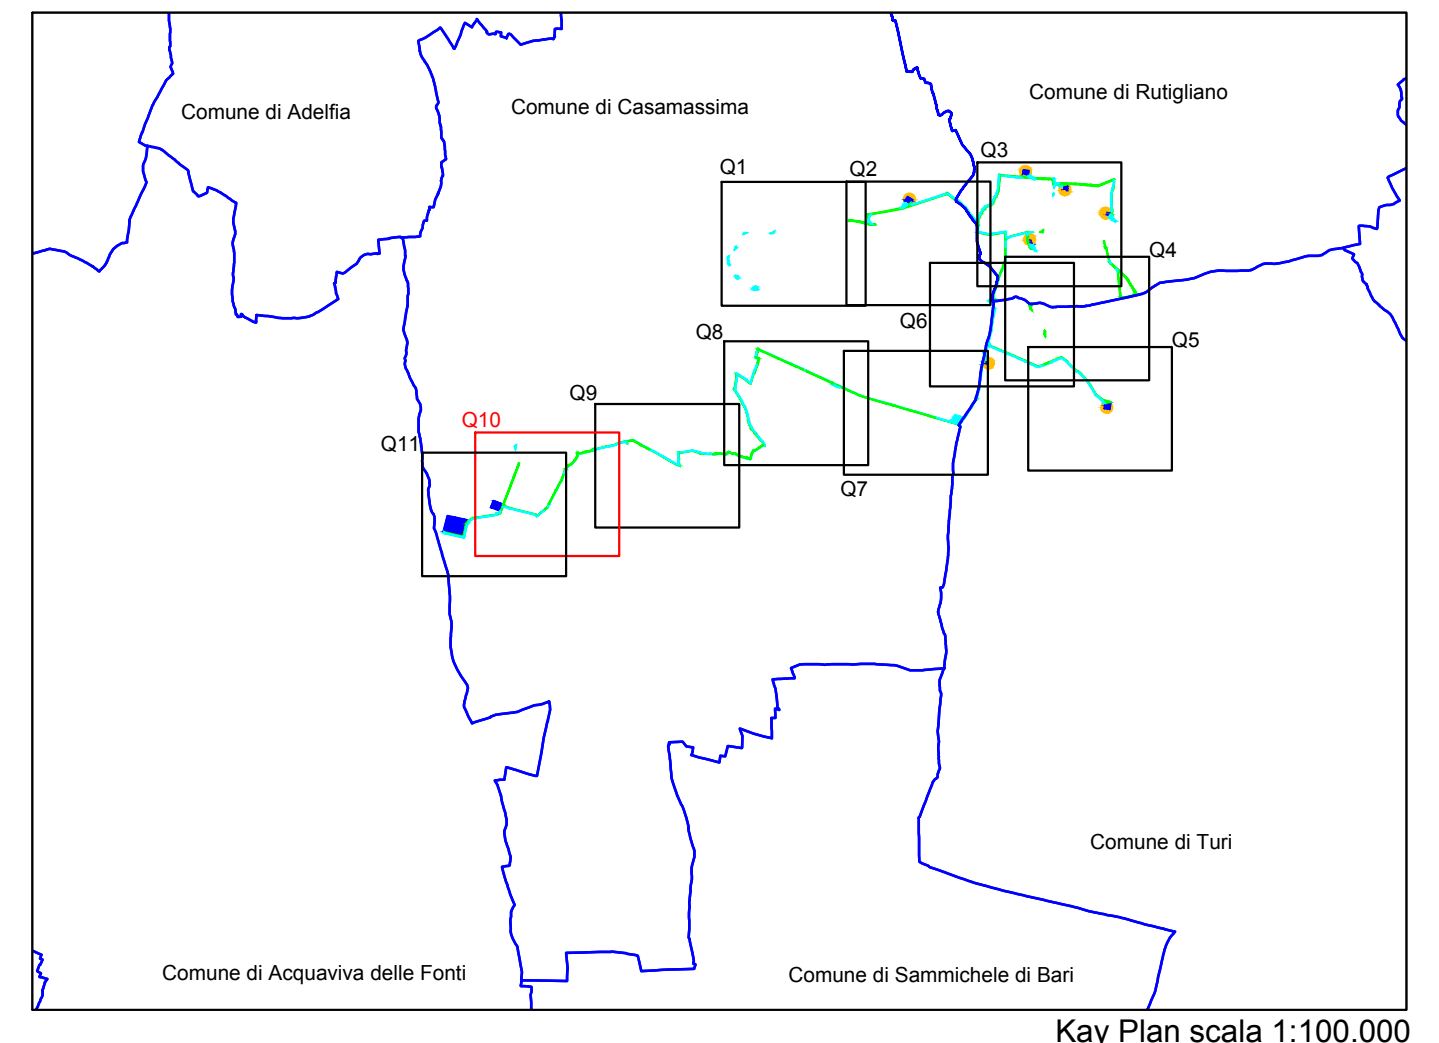 Comune di Rutigliano
Comune di Casamassima
Comune di Adelfia
Q3
Q1
Q2
Q4
Q6
Q8
Q5
Q9
Q10
Q11
Q7
Comune di Turi
Comune di Acquaviva delle Fonti
Comune di Sammichele di Bari
Kay Plan scala 1:100.000